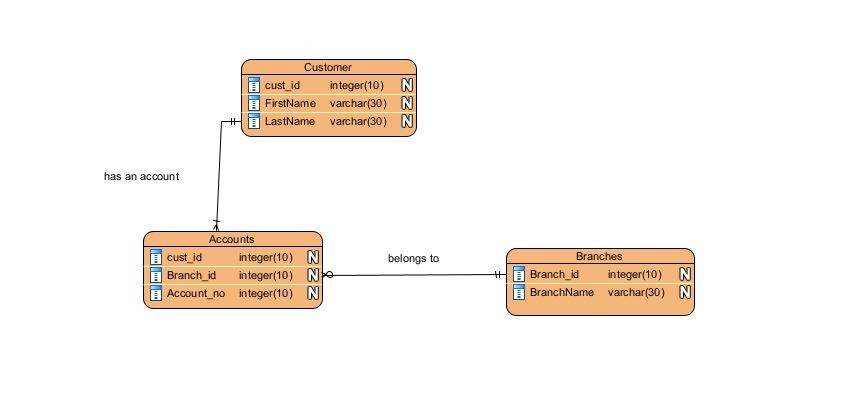 Customer
cust_id integer(10) N
FirstName varchar(30) N
LastName varchar(30) N
has an account
Accounts
cust_id integer(10) N
Branch_id integer(10) N
Account_no integer(10) N
belongs to
Branches
Branch_id integer(10) N
BranchName varchar(30) N